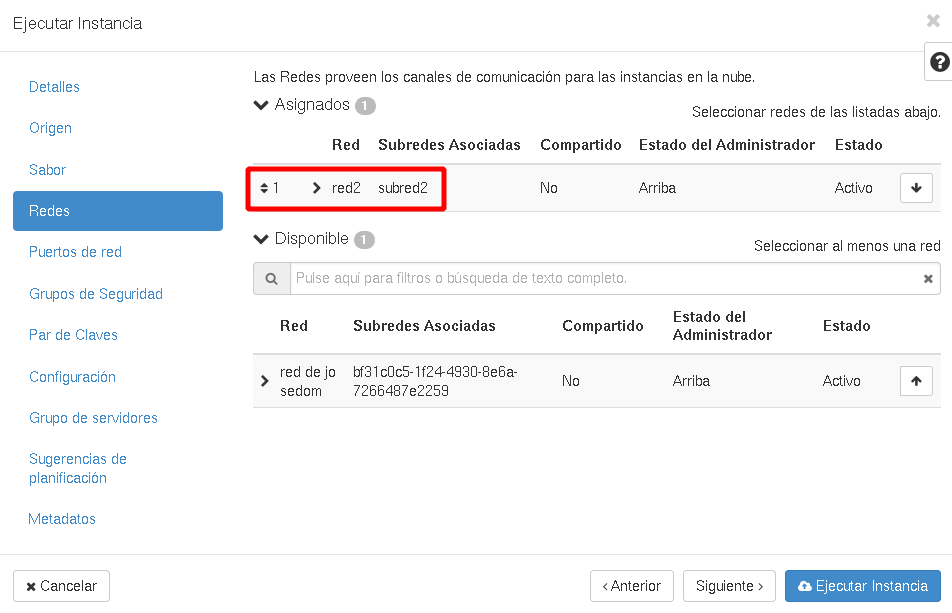 Ejecutar Instancia
Detalles
Origen
Sabor
Redes
Puertos de red
Grupos de Seguridad
Par de Claves
Configuración
Grupo de servidores
Sugerencias de
planificación
Metadatos
Las Redes proveen los canales de comunicación para las instancias en la nube.
Asignados 1
Seleccionar redes de las listadas abajo.
Red Subredes Asociadas Compartido Estado del Administrador Estado
1 red2 subred2 No Arriba Activo
Disponible 1
Seleccionar al menos una red
Pulse aquí para filtros o búsqueda de texto completo.
Red Subredes Asociadas Compartido Estado del
Administrador Estado
red de jo
sedom bf31c0c5-1f24-4930-8e6a-
7266487e2259 No Arriba Activo
Cancelar
‹ Anterior
Siguiente ›
Ejecutar Instancia